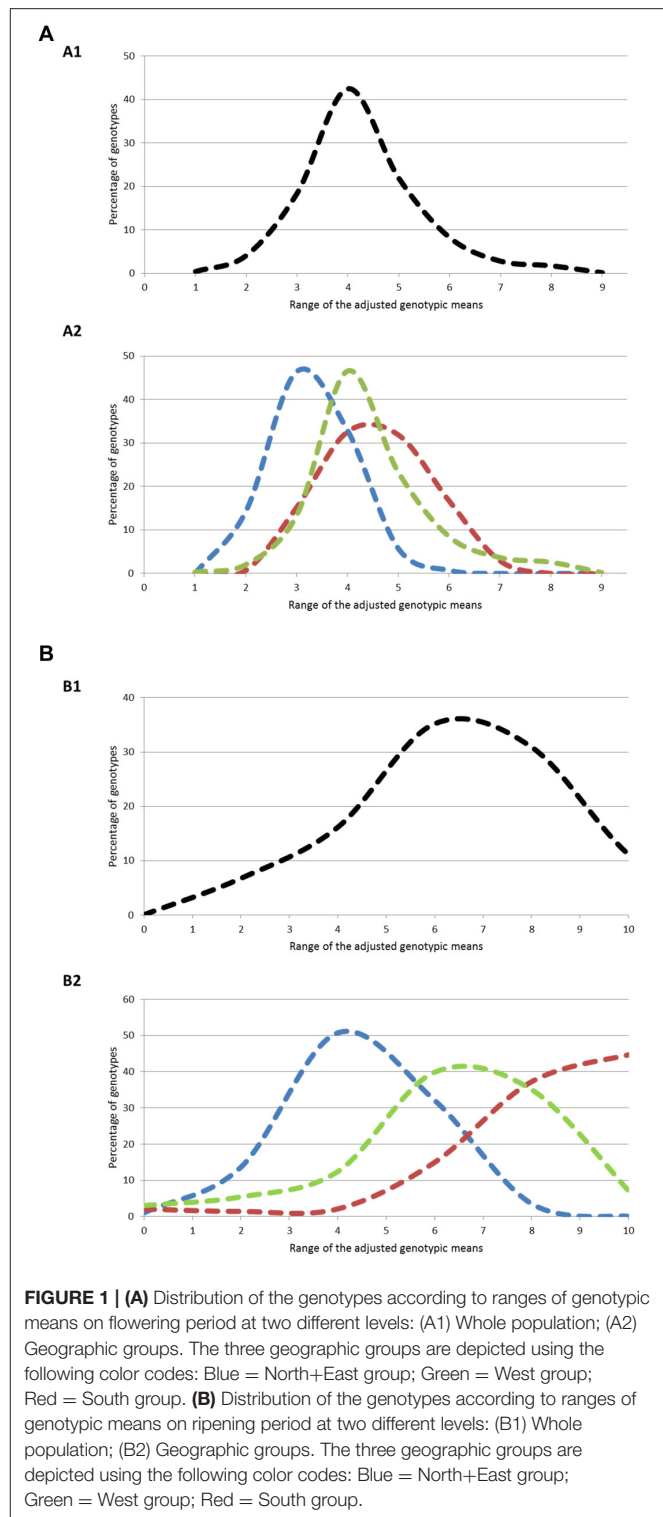 A
A1
50
40
30
20
10
0
Percentage of genotypes
0 1 2 3 4 5 6 7 8 9
Range of the adjusted genotypic means
A2
50
40
30
20
10
0
Percentage of genotypes
0 1 2 3 4 5 6 7 8 9
Range of the adjusted genotypic means
B
B1
40
30
20
10
0
Percentage of genotypes
0 1 2 3 4 5 6 7 8 9 10
Range of the adjusted genotypic means
B2
60
50
40
30
20
10
0
Percentage of genotypes
0 1 2 3 4 5 6 7 8 9 10
Range of the adjusted genotypic means
FIGURE 1 | (A) Distribution of the genotypes according to ranges of genotypic
means on flowering period at two different levels: (A1) Whole population; (A2)
Geographic groups. The three geographic groups are depicted using the
following color codes: Blue = North+East group; Green = West group;
Red = South group. (B) Distribution of the genotypes according to ranges of
genotypic means on ripening period at two different levels: (B1) Whole
population; (B2) Geographic groups. The three geographic groups are
depicted using the following color codes: Blue = North+East group;
Green = West group; Red = South group.